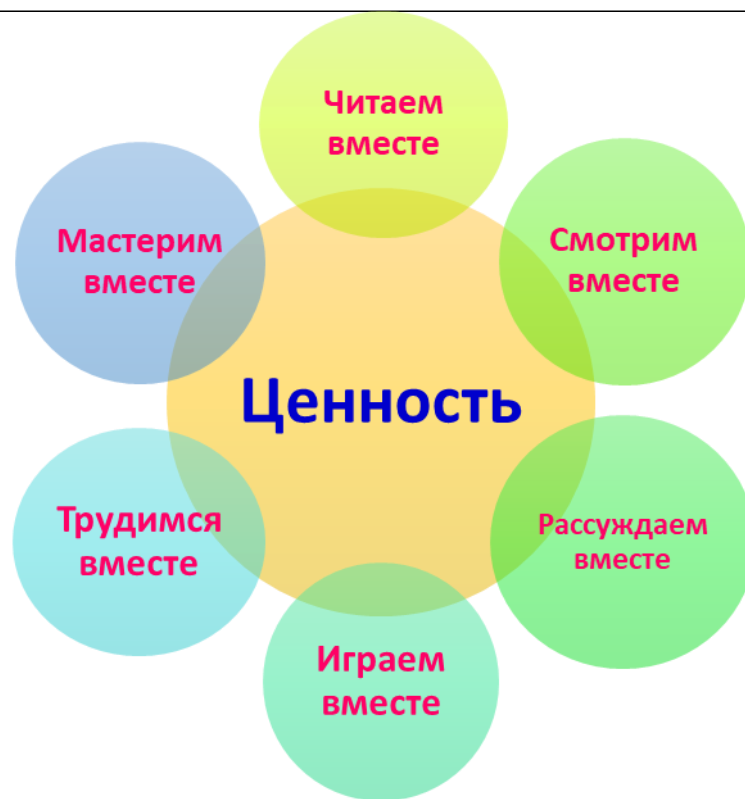 Читаем
вместе
Смотрим
вместе
Рассуждаем
вместе
Играем
вместе
Трудимся
вместе
Мастерим
вместе
Ценность